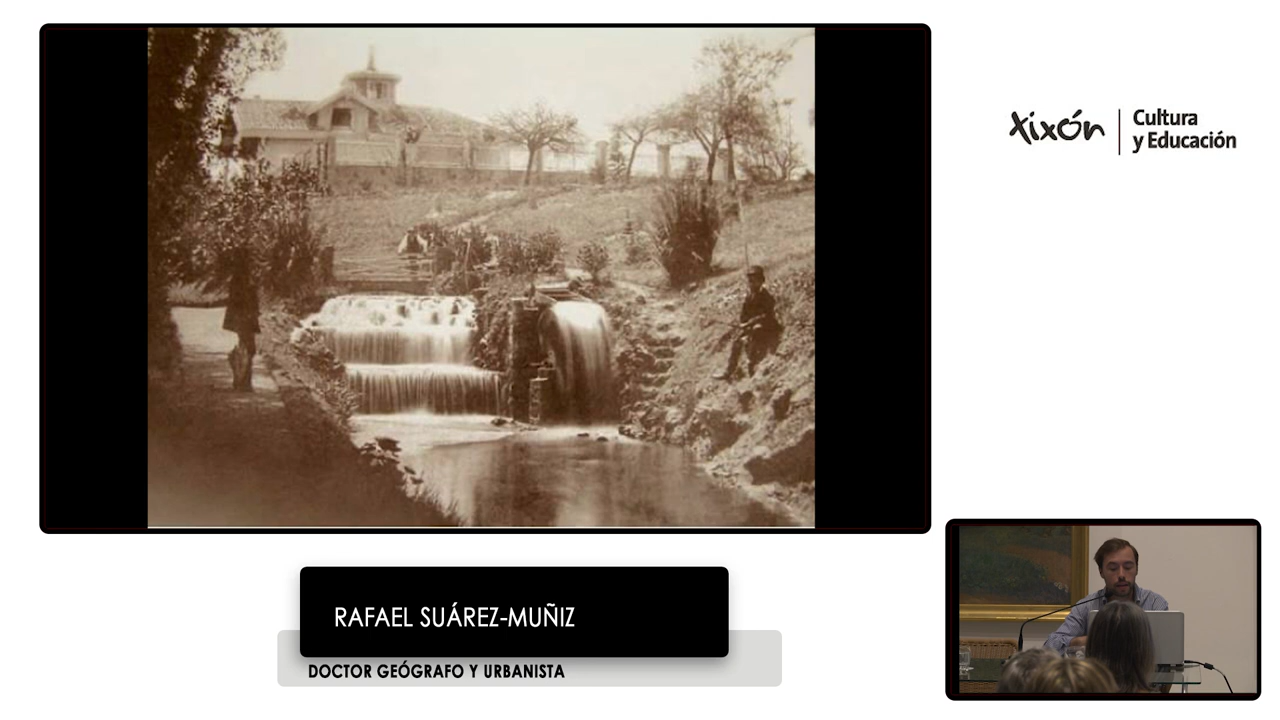 xixón
Cultura
y Educación
RAFAEL SUÁREZ-MUÑIZ
DOCTOR GEÓGRAFO Y URBANISTA